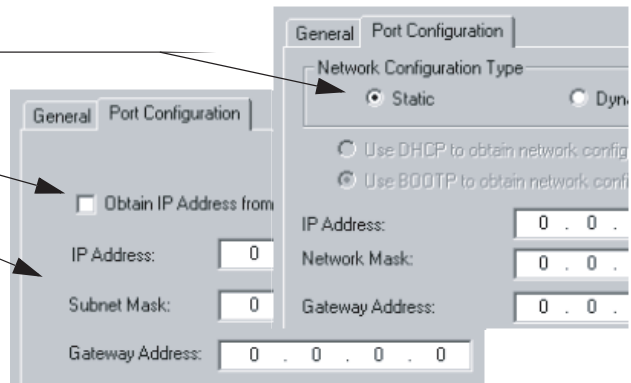 General Port Configuration
Network Configuration Type
Static
Use DHCP to obtain network config
Use BOOTP to obtain network confi
IP Address: 0 . 0 .
Network Mask: 0 . 0 .
Gateway Address: 0 . 0 .
General Port Configuration
Obtain IP Address from
IP Address: 0
Subnet Mask: 0
Gateway Address: 0 . 0 . 0 . 0